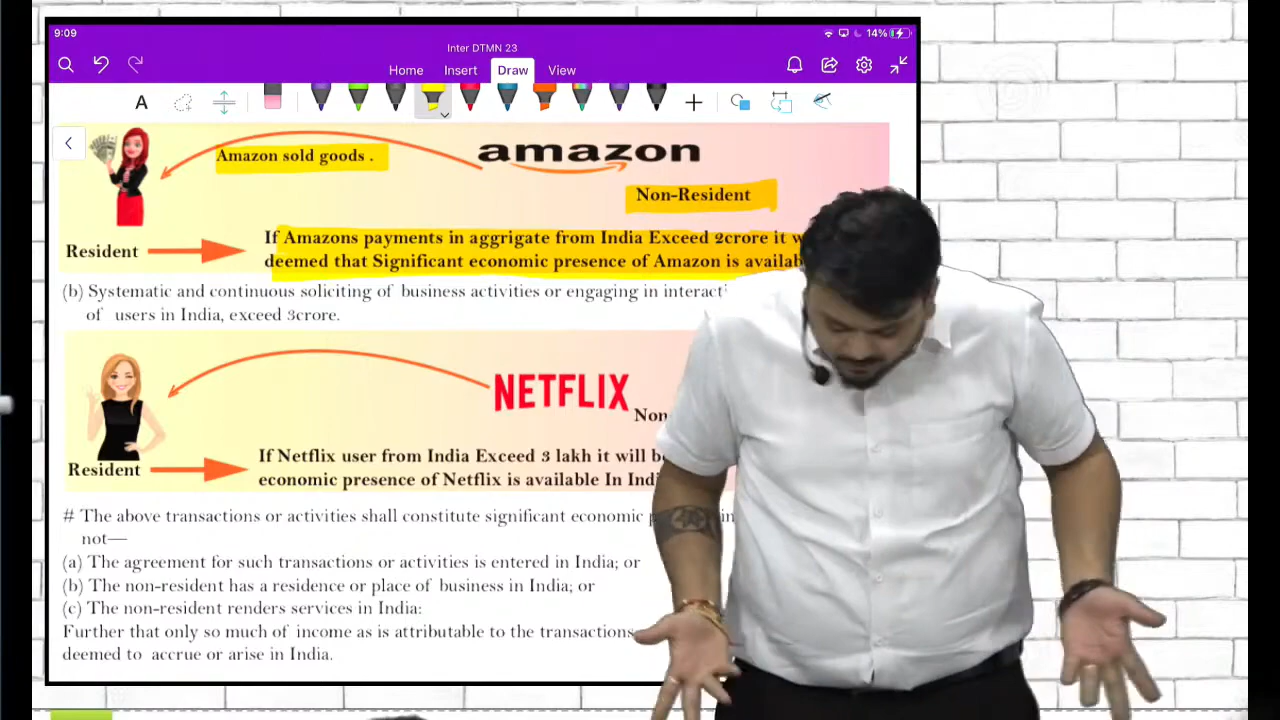 9:09
14%
Inter DTMN 23
Home Insert Draw View
A
Amazon sold goods .
amazon
Non-Resident
If Amazons payments in aggrigate from India Exceed 2crore it
Resident
deemed that Significant economic presence of Amazon is
(b) Systematic and continuous soliciting of business activities or engaging in
of users in India, exceed 3crore.
NETFLIX
If Netflix user from India Exceed 3 lakh it will
Resident
economic presence of Netflix is available In
# The above transactions or activities shall constitute significant economic
not—
(a) The agreement for such transactions or activities is entered in India; or
(b) The non-resident has a residence or place of business in India; or
(c) The non-resident renders services in India:
Further that only so much of income as is attributable to the transactions
deemed to accrue or arise in India.